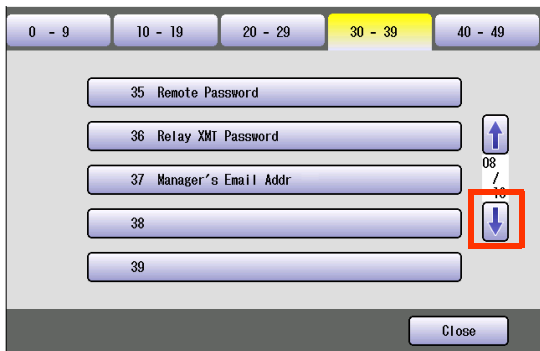 0 - 9
10 - 19
20 - 29
30 - 39
40 - 49
35 Remote Password
36 Relay XMT Password
37 Manager's Email Addr
38
39
08
/
Close